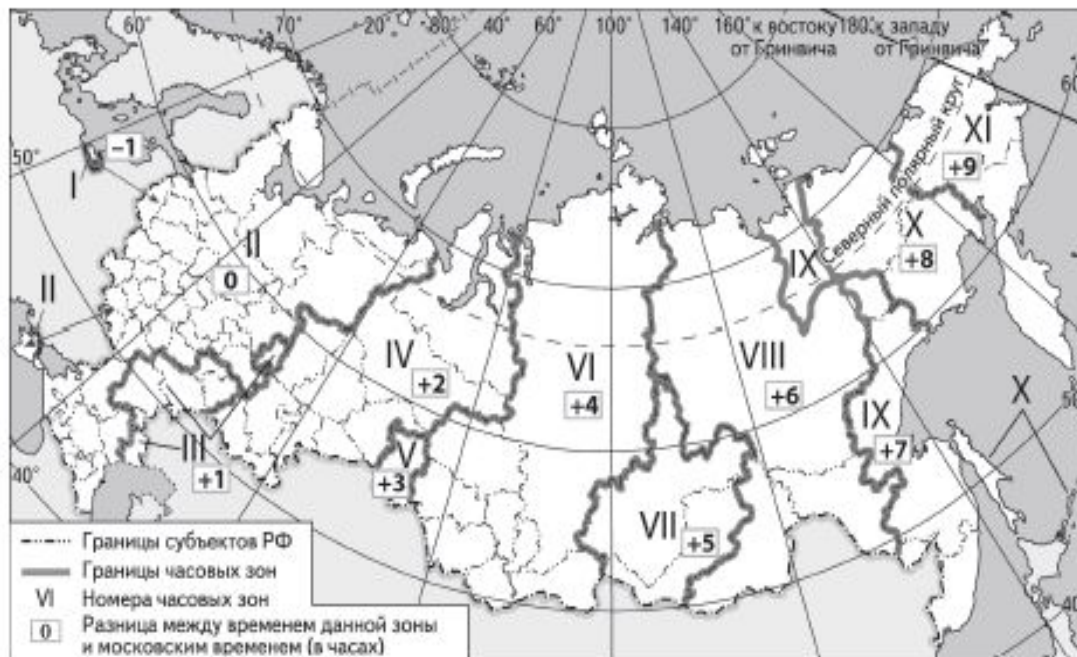 60°
70°
20°
40°
-80°
100°
140°
160° к востоку
от Гринвича
180° к западу
от Гринвича
60°
50°
-1
I
II
0
II
III
+1
IV
+2
V
+3
VI
+4
VII
+5
VIII
+6
IX
IX
+7
X
+8
XI
+9
X
Северный полярный круг
40°
50
40
Границы субъектов РФ
Границы часовых зон
VI Номера часовых зон
0 Разница между временем данной зоны
и московским временем (в часах)